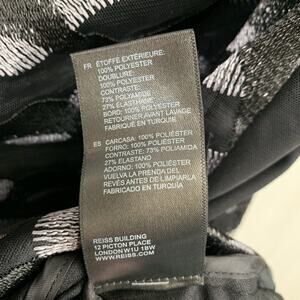 FR ÉTOFFE EXTÉRIEURE:
100% POLYESTER
DOUBLURE:
100% POLYESTER
CONTRASTE:
73% POLYAMIDE
27% ÉLASTHANE
BORD: 100% POLYESTER
RETOURNER AVANT LAVAGE
FABRIQUÉ EN TURQUIE
ES CARCASA: 100% POLIÉSTER
FORRO: 100% POLIÉSTER
CONTRASTE: 73% POLIAMIDA
27% ELASTANO
ADORNO: 100% POLIÉSTER
VUELVA LA PRENDA DEL
REVÉS ANTES DE LIMPIARLA
FABRICADO EN TURQUÍA
REISS BUILDING
12 PICTON PLACE
LONDON W1U 1BW
WWW.REISS.COM